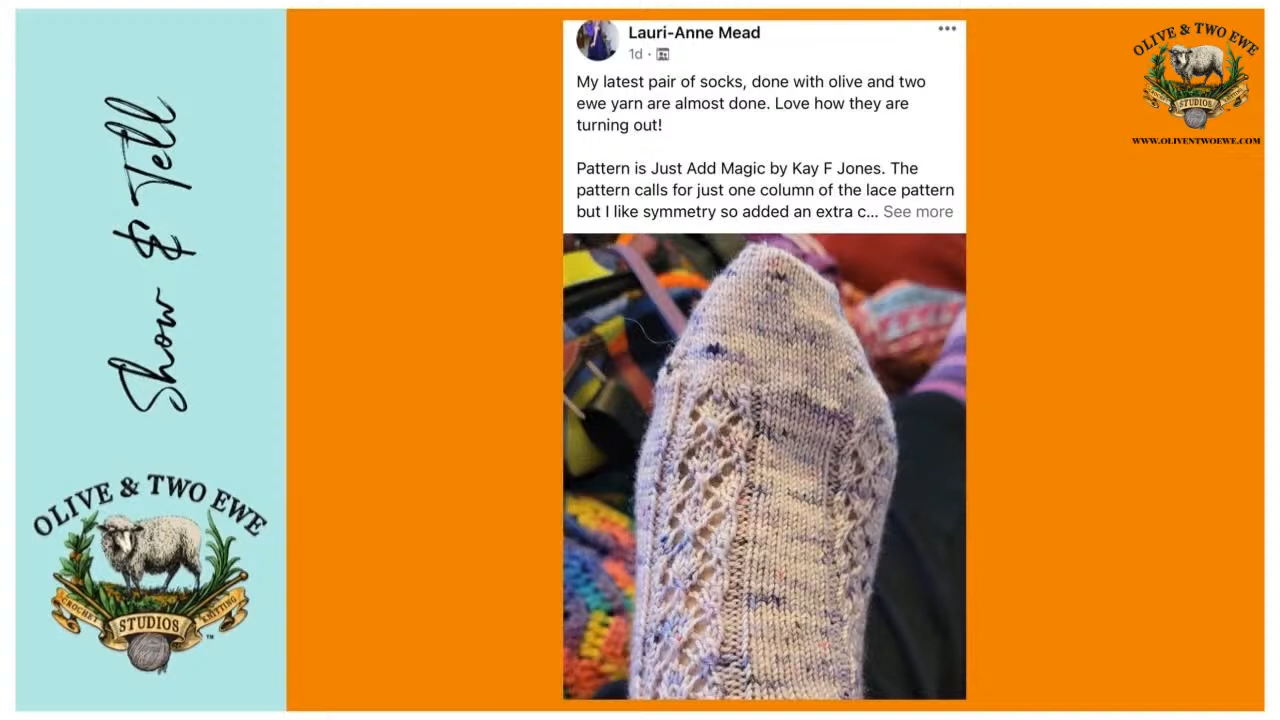 Show & Tell
OLIVE & TWO EWE
CROCHET
STUDIOS
KNITTING
TM
Lauri-Anne Mead
1d ·
My latest pair of socks, done with olive and two
ewe yarn are almost done. Love how they are
turning out!
Pattern is Just Add Magic by Kay F Jones. The
pattern calls for just one column of the lace pattern
but I like symmetry so added an extra c... See more
OLIVE & TWO EWE
CROCHET
STUDIOS
KNITTING
WWW.OLIVENTWOEWE.COM